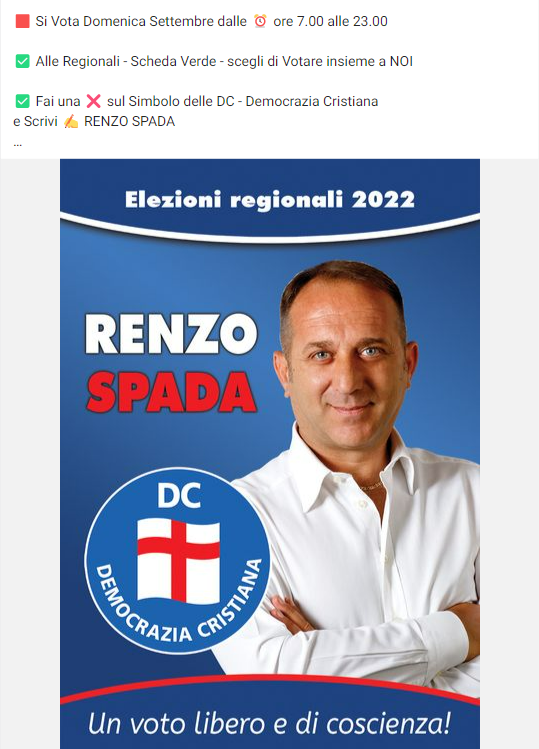 🟥 Si Vota Domenica Settembre dalle ⏰ ore 7.00 alle 23.00
✅ Alle Regionali - Scheda Verde - scegli di Votare insieme a NOI
✅ Fai una ❌ sul Simbolo delle DC - Democrazia Cristiana
e Scrivi ✍ RENZO SPADA
...
Elezioni regionali 2022
RENZO
SPADA
DC
DEMOCRAZIA CRISTIANA
Un voto libero e di coscienza!